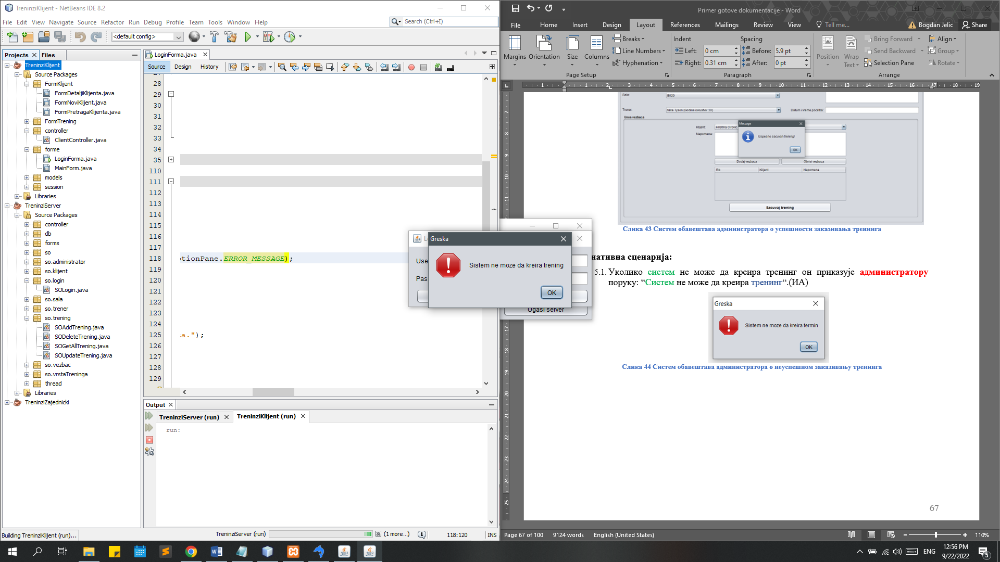 TreninziKlijent - NetBeans IDE 8.2
File Edit View Navigate Source Refactor Run Debug Profile Team Tools Window Help
Search (Ctrl+I)
<default config>
Projects
Files
TreninziKlijent
Source Packages
FormKlijent
FormDetaljiKlijenta.java
FormNoviKlijent.java
FormPretragaKlijenta.java
FormTrening
controller
ClientController.java
forme
LoginForma.java
MainForm.java
models
session
Libraries
TreninziServer
Source Packages
controller
db
forms
so
so.administrator
so.klijent
so.login
SOLogin.java
so.sala
so.trener
so.trening
SOAddTrening.java
SODeleteTrening.java
SOGetAllTrening.java
SOUpdateTrening.java
so.vezbac
so.vrstaTreninga
thread
Libraries
TreninziZajednicki
LoginForma.java
Source Design History
28
29
30
31
32
33
34
35
110
111
112
113
114
115
116
117
118 tionPane.ERROR_MESSAGE);
119
120
121
122
123
124
125 a.");
126
127
128
129
Output
TreninziServer (run)
TreninziKlijent (run)
run:
Building TreninziKlijent (run)...
TreninziServer (run)
(1 more...)
118:120
INS
Use
Pas
Ugasi server
Greska
Sistem ne moze da kreira trening
OK
Primer gotove dokumentacije - Word
File Home Insert Design Layout References Mailings Review View Tell me...
Bogdan Jelic
Share
Margins
Orientation
Size
Columns
Breaks
Line Numbers
Hyphenation
Page Setup
Indent
Left: 0 cm
Right: 0.31 cm
Spacing
Before: 5.9 pt
After: 0 pt
Paragraph
Position
Wrap Text
Bring Forward
Send Backward
Selection Pane
Align
Group
Rotate
Arrange
Sala:
B020
Trener:
Mike Tyson (Godine iskustva: 30)
Datum i vreme pocetka:
Unos vezbaca
Klijent:
Hristina Cirovic
Napomena:
Message
Uspesno sacuvan trening!
OK
Dodaj vezbaca
Obrisi vezbaca
Rb
Klijent
Napomena
Sacuvaj trening
Слика 43 Систем обавештава администратора о успешности заказивања тренинга
нативна сценарија:
5.1. Уколико систем не може да креира тренинг он приказује администратору
поруку: “Систем не може да креира тренинг“.(ИА)
Greska
Sistem ne moze da kreira termin
OK
Слика 44 Систем обавештава администратора о неуспешном заказивању тренинга
67
Page 67 of 100
9124 words
English (United States)
110%
ENG
12:56 PM
9/22/2022
5